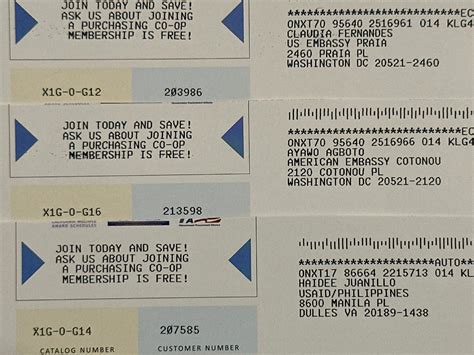 JOIN TODAY AND SAVE!
ASK US ABOUT JOINING
A PURCHASING CO-OP
MEMBERSHIP IS FREE!
X1G-O-G12
203986
ONXT70 95640 2516961 014 KLG
CLAUDIA FERNANDES
US EMBASSY PRAIA
2460 PRAIA PL
WASHINGTON DC 20521-2460
JOIN TODAY AND SAVE!
ASK US ABOUT JOINING
A PURCHASING CO-OP
MEMBERSHIP IS FREE!
X1G-O-G16
213598
ONXT70 95640 2516966 014 KLG4
AYAWO AGBOTO
AMERICAN EMBASSY COTONOU
2120 COTONOU PL
WASHINGTON DC 20521-2120
JOIN TODAY AND SAVE!
ASK US ABOUT JOINING
A PURCHASING CO-OP
MEMBERSHIP IS FREE!
X1G-O-G14
CATALOG NUMBER
207585
CUSTOMER NUMBER
**********************AUTO**
ONXT17 86664 2215713 014 KL
HAIDEE JUANILLO
USAID/PHILIPPINES
8600 MANILA PL
DULLES VA 20189-1438